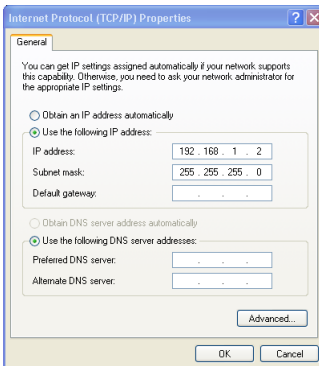 Internet Protocol (TCP/IP) Properties
General
You can get IP settings assigned automatically if your network supports
this capability. Otherwise, you need to ask your network administrator for
the appropriate IP settings.
Obtain an IP address automatically
Use the following IP address:
IP address: 192 . 168 . 1 . 2
Subnet mask: 255 . 255 . 255 . 0
Default gateway: . . .
Obtain DNS server address automatically
Use the following DNS server addresses:
Preferred DNS server: . . .
Alternate DNS server: . . .
Advanced...
OK Cancel